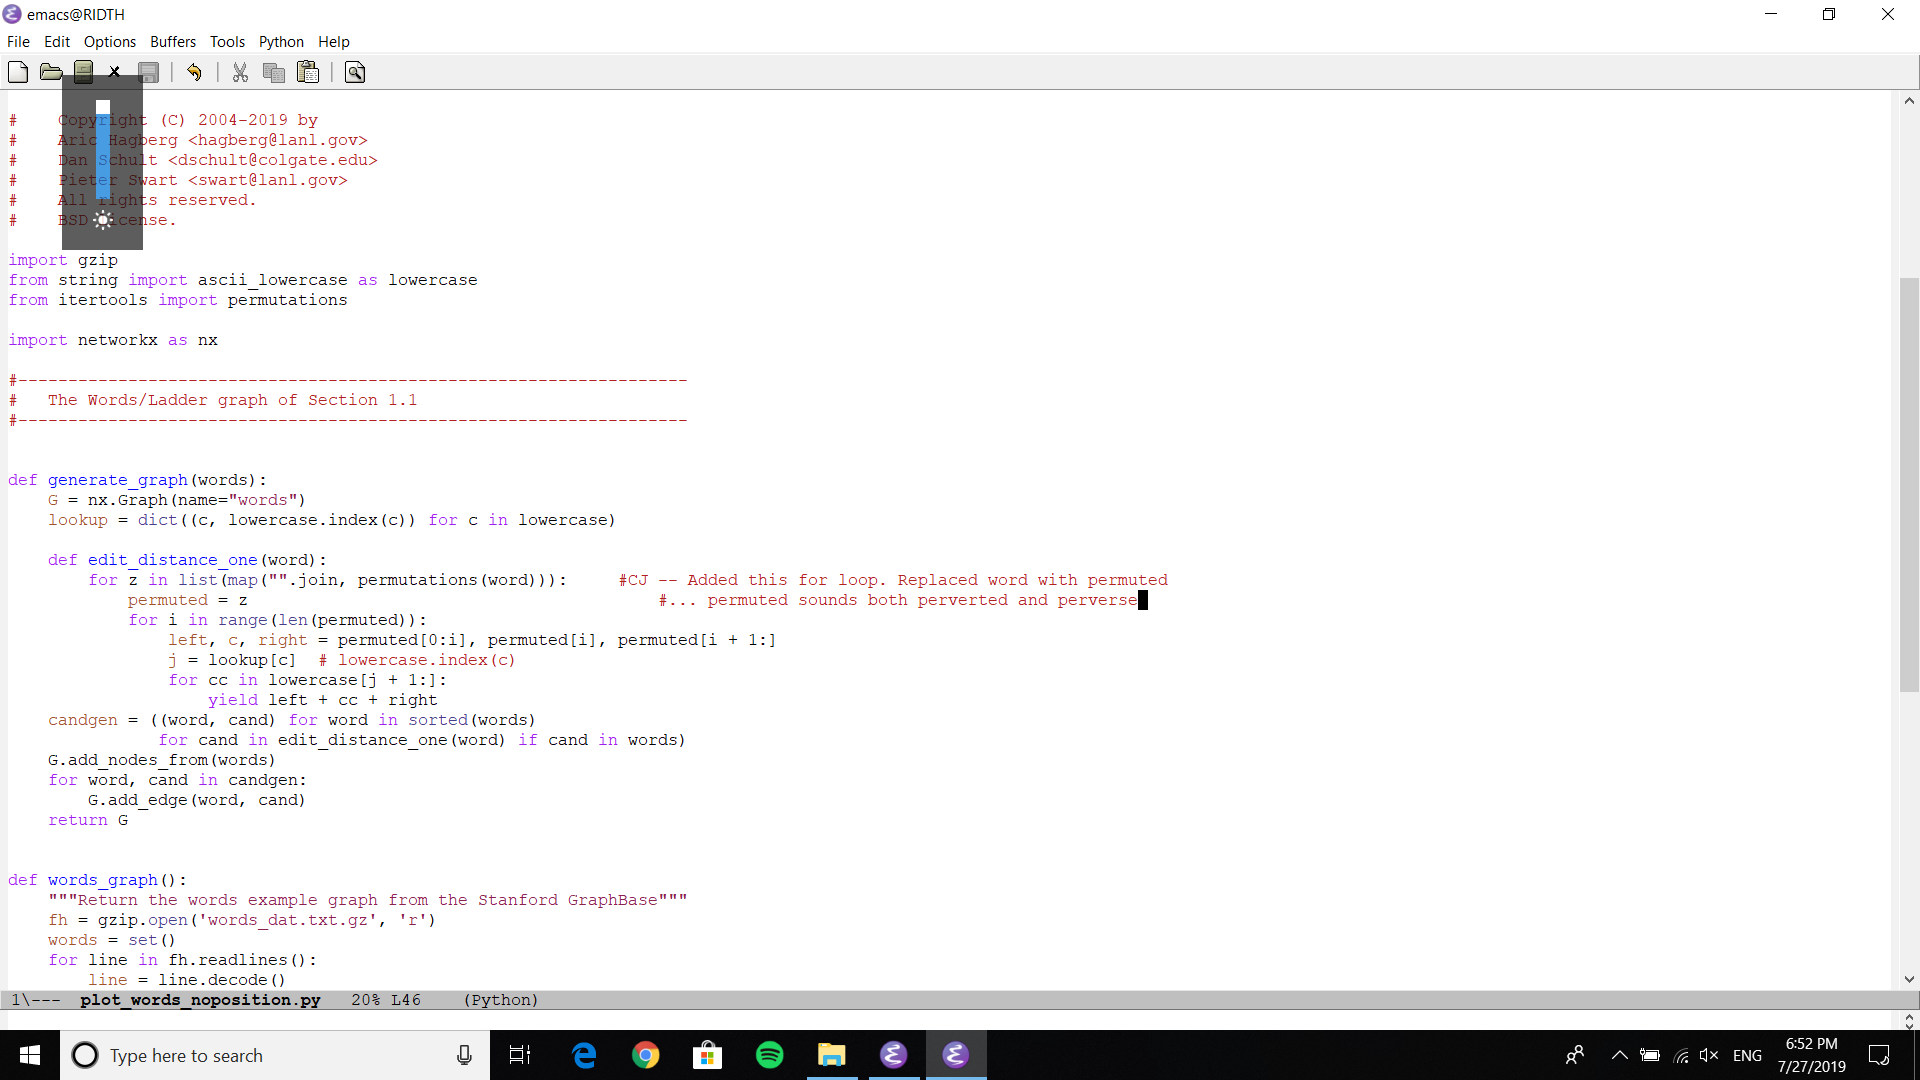 emacs@RIDTH
File Edit Options Buffers Tools Python Help
#    Copyright (C) 2004-2019 by
#    Aric Hagberg <hagberg@lanl.gov>
#    Dan Schult <dschult@colgate.edu>
#    Pieter Swart <swart@lanl.gov>
#    All rights reserved.
#    BSD license.
import gzip
from string import ascii_lowercase as lowercase
from itertools import permutations
import networkx as nx
#-------------------------------------------------------------------
#   The Words/Ladder graph of Section 1.1
#-------------------------------------------------------------------
def generate_graph(words):
    G = nx.Graph(name="words")
    lookup = dict((c, lowercase.index(c)) for c in lowercase)
    def edit_distance_one(word):
        for z in list(map("".join, permutations(word))):     #CJ -- Added this for loop. Replaced word with permuted
            permuted = z                                         #... permuted sounds both perverted and perverse
            for i in range(len(permuted)):
                left, c, right = permuted[0:i], permuted[i], permuted[i + 1:]
                j = lookup[c]  # lowercase.index(c)
                for cc in lowercase[j + 1:]:
                    yield left + cc + right
    candgen = ((word, cand) for word in sorted(words)
               for cand in edit_distance_one(word) if cand in words)
    G.add_nodes_from(words)
    for word, cand in candgen:
        G.add_edge(word, cand)
    return G
def words_graph():
    """Return the words example graph from the Stanford GraphBase"""
    fh = gzip.open('words_dat.txt.gz', 'r')
    words = set()
    for line in fh.readlines():
        line = line.decode()
1\---  plot_words_noposition.py   20% L46    (Python)
Type here to search
ENG
6:52 PM
7/27/2019